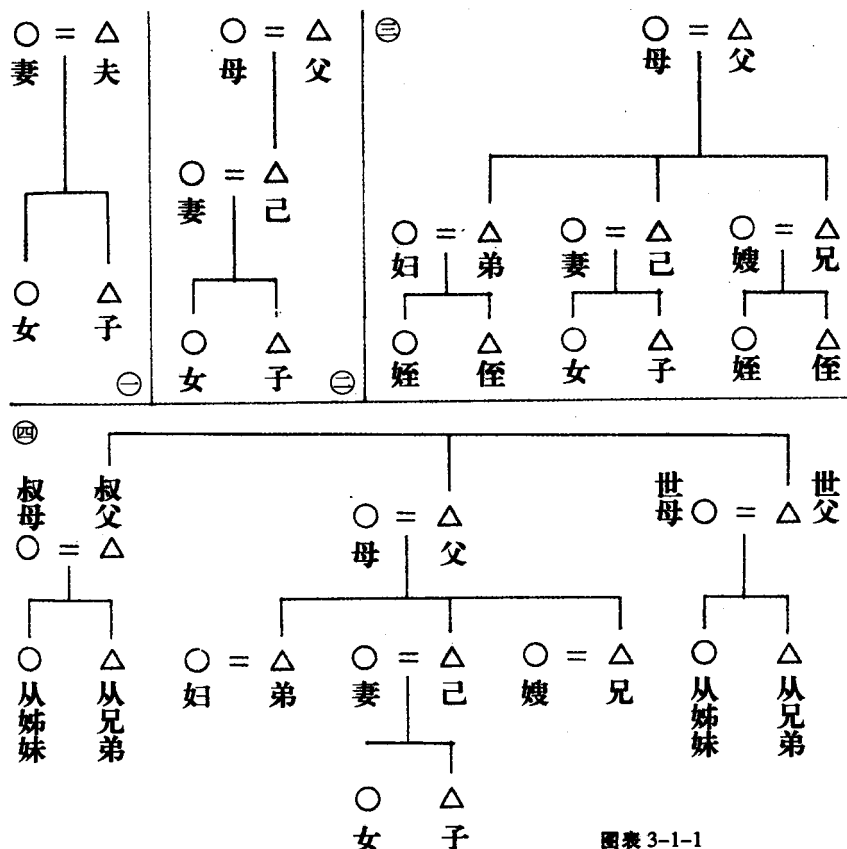 妻 夫
女 子
㊀
母 父
妻 己
女 子
㊁
㊂
母 父
妇 弟 妻 己 嫂 兄
姪 侄 女 子 姪 侄
㊃
叔母 叔父
母 父
世母 世父
从姊妹 从兄弟
妇 弟 妻 己 嫂 兄
从姊妹 从兄弟
女 子
图表 3-1-1